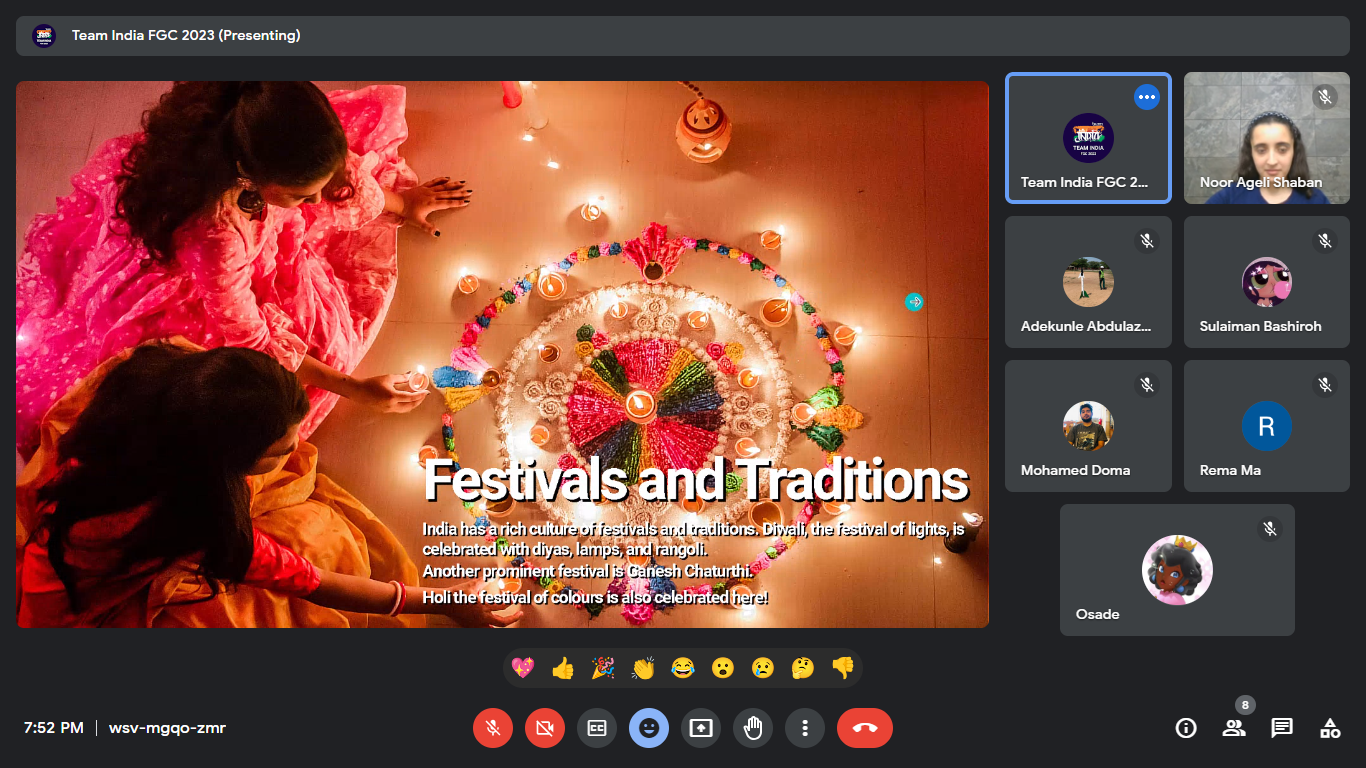 Team India FGC 2023 (Presenting)
Festivals and Traditions
India has a rich culture of festivals and traditions. Divali, the festival of lights, is
celebrated with diyas, lamps, and rangoli.
Another prominent festival is Ganesh Chaturthi.
Holi the festival of colours is also celebrated here!
TEAM INDIA
FGC 2023
Team India FGC 2...
Noor Ageli Shaban
Adekunle Abdulaz...
Sulaiman Bashiroh
Mohamed Doma
R
Rema Ma
Osade
7:52 PM | wsv-mgqo-zmr
CC
8